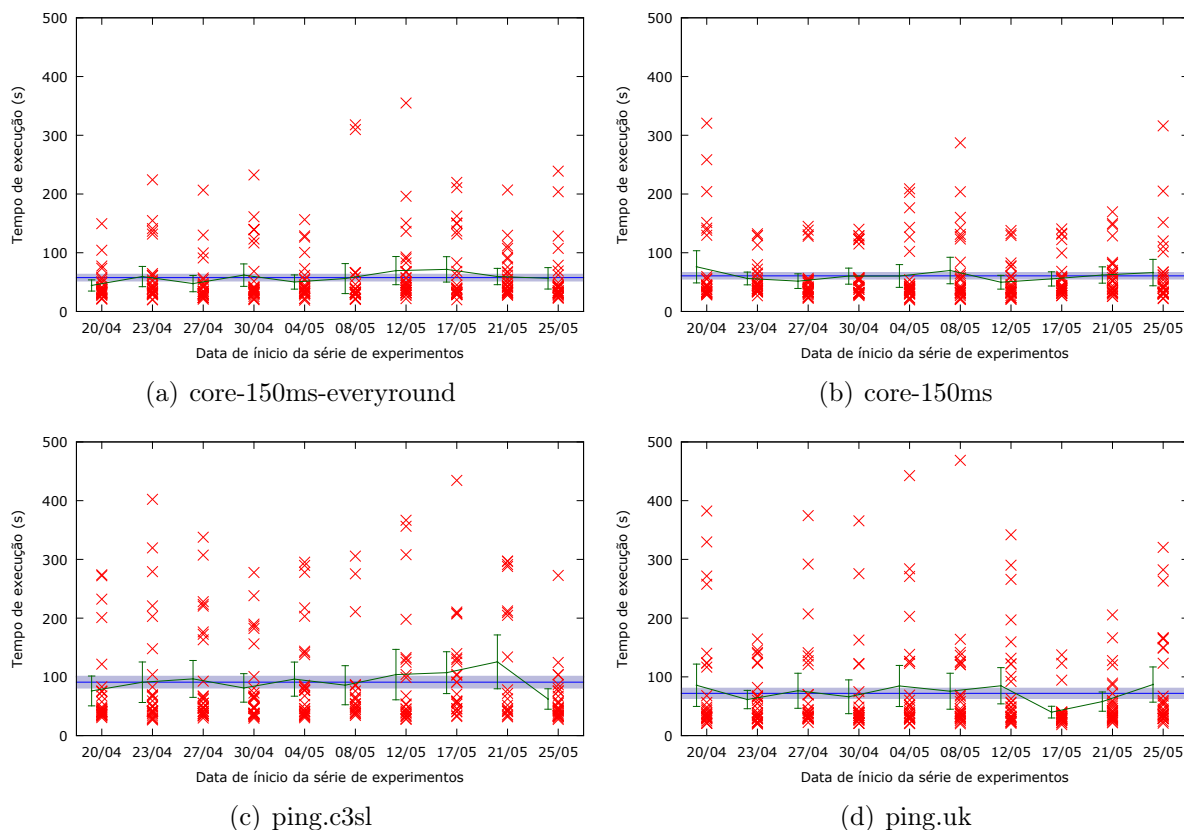 500
400
300
200
100
0
Tempo de execução (s)
20/04 23/04 27/04 30/04 04/05 08/05 12/05 17/05 21/05 25/05
Data de ínicio da série de experimentos
(a) core-150ms-everyround
500
400
300
200
100
0
Tempo de execução (s)
20/04 23/04 27/04 30/04 04/05 08/05 12/05 17/05 21/05 25/05
Data de ínicio da série de experimentos
(b) core-150ms
500
400
300
200
100
0
Tempo de execução (s)
20/04 23/04 27/04 30/04 04/05 08/05 12/05 17/05 21/05 25/05
Data de ínicio da série de experimentos
(c) ping.c3sl
500
400
300
200
100
0
Tempo de execução (s)
20/04 23/04 27/04 30/04 04/05 08/05 12/05 17/05 21/05 25/05
Data de ínicio da série de experimentos
(d) ping.uk